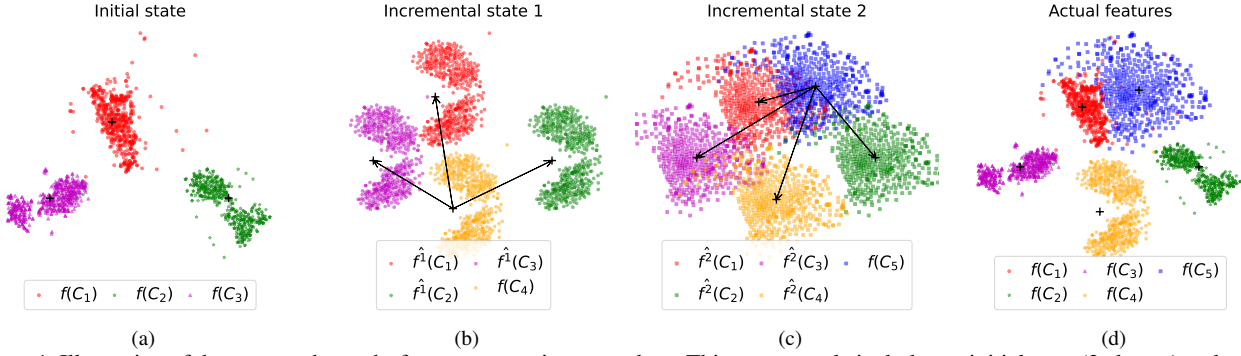 Initial state
Incremental state 1
Incremental state 2
Actual features
f(C₁) f(C₂) f(C₃)
f̂¹(C₁) f̂¹(C₃)
f̂¹(C₂) f(C₄)
f̂²(C₁) f̂²(C₃) f(C₅)
f̂²(C₂) f̂²(C₄)
f(C₁) f(C₃) f(C₅)
f(C₂) f(C₄)
(a)
(b)
(c)
(d)